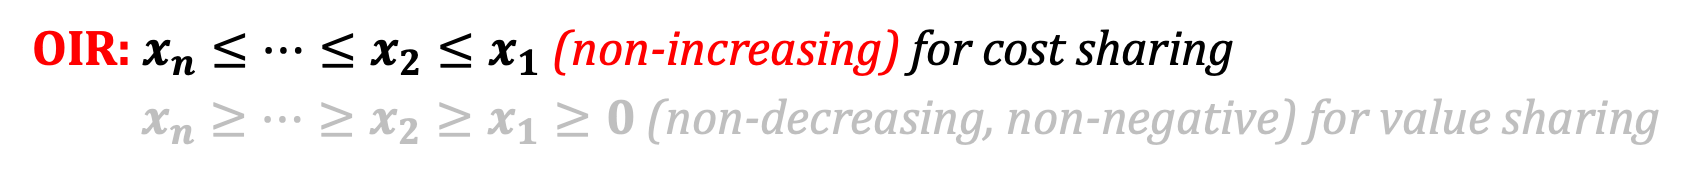 OIR: xₙ ≤ ⋯ ≤ x₂ ≤ x₁ (non-increasing) for cost sharing
xₙ ≥ ⋯ ≥ x₂ ≥ x₁ ≥ 0 (non-decreasing, non-negative) for value sharing